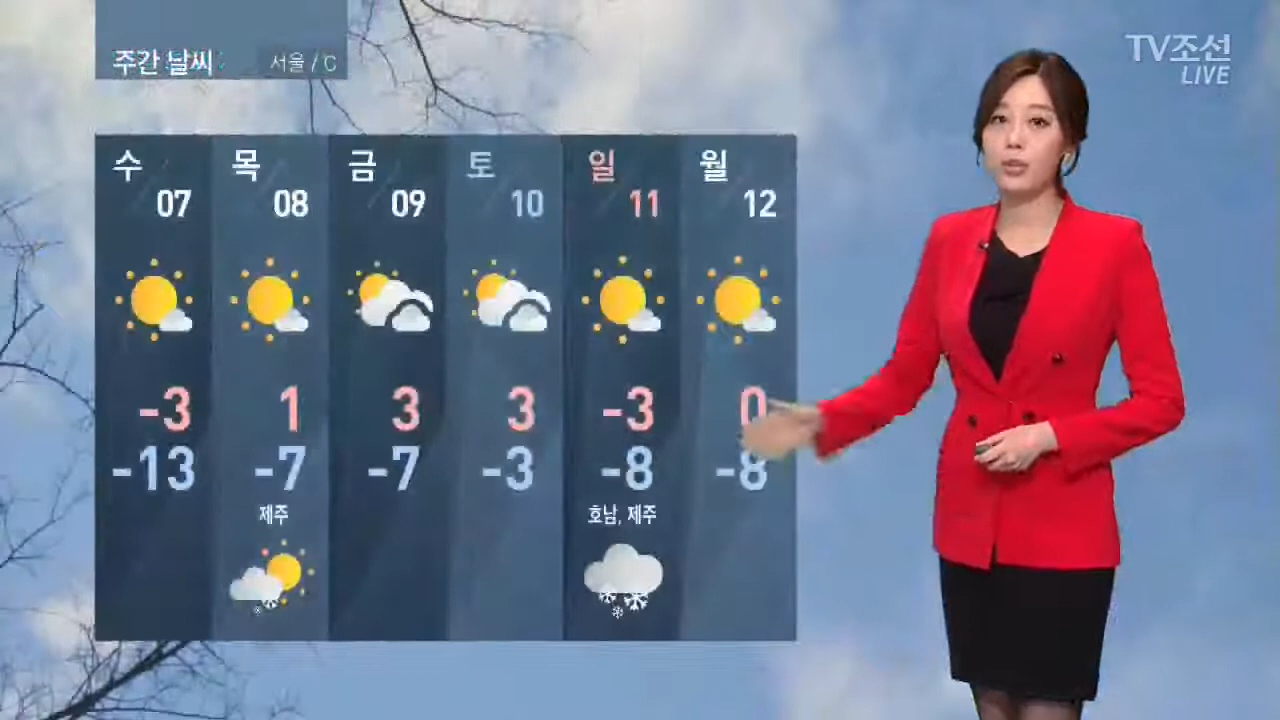 주간 날씨 서울 / C
TV조선
LIVE
수 목 금 토 일 월
07 08 09 10 11 12
-3 1 3 3 -3 0
-13 -7 -7 -3 -8 -8
제주 호남, 제주